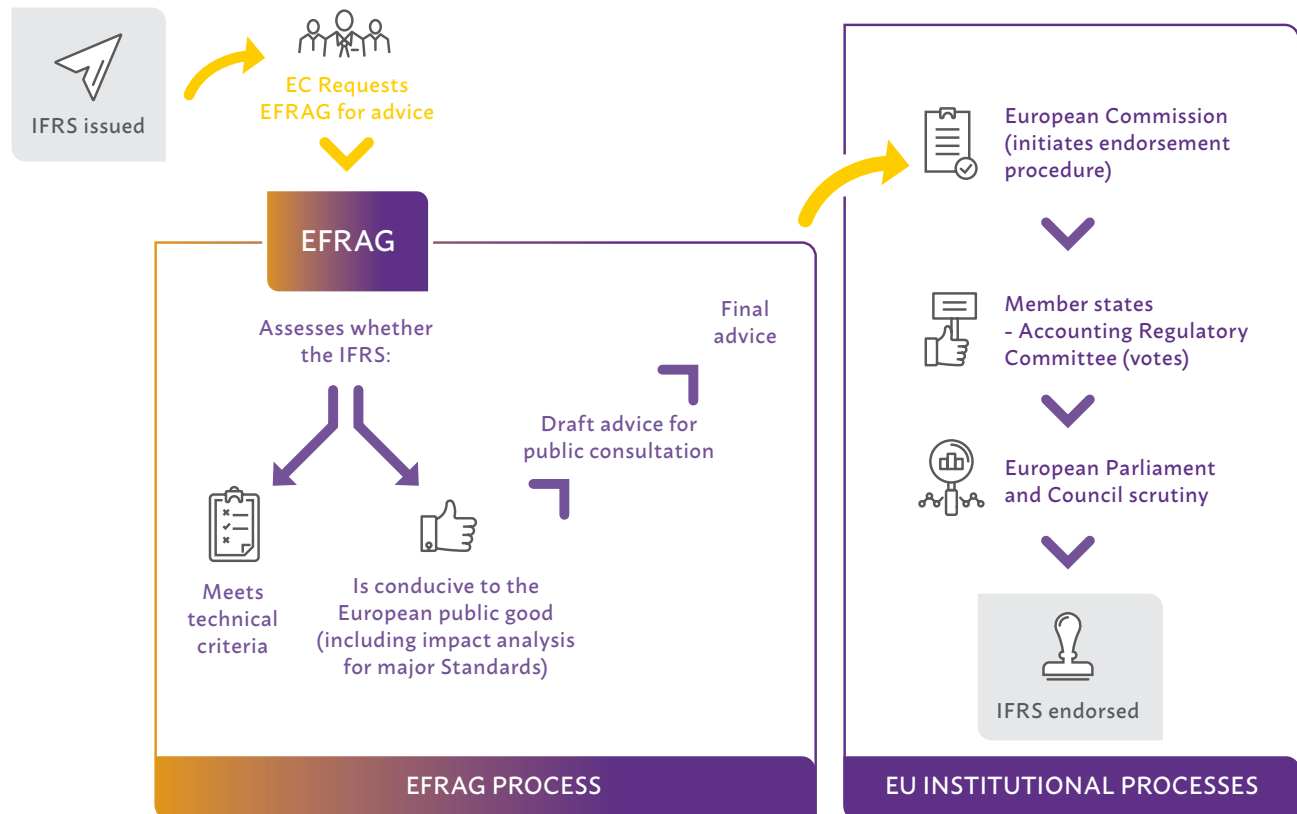 IFRS issued
EC Requests
EFRAG for advice
EFRAG
Assesses whether
the IFRS:
Meets
technical
criteria
Is conducive to the
European public good
(including impact analysis
for major Standards)
Draft advice for
public consultation
Final
advice
EFRAG PROCESS
European Commission
(initiates endorsement
procedure)
Member states
- Accounting Regulatory
Committee (votes)
European Parliament
and Council scrutiny
IFRS endorsed
EU INSTITUTIONAL PROCESSES